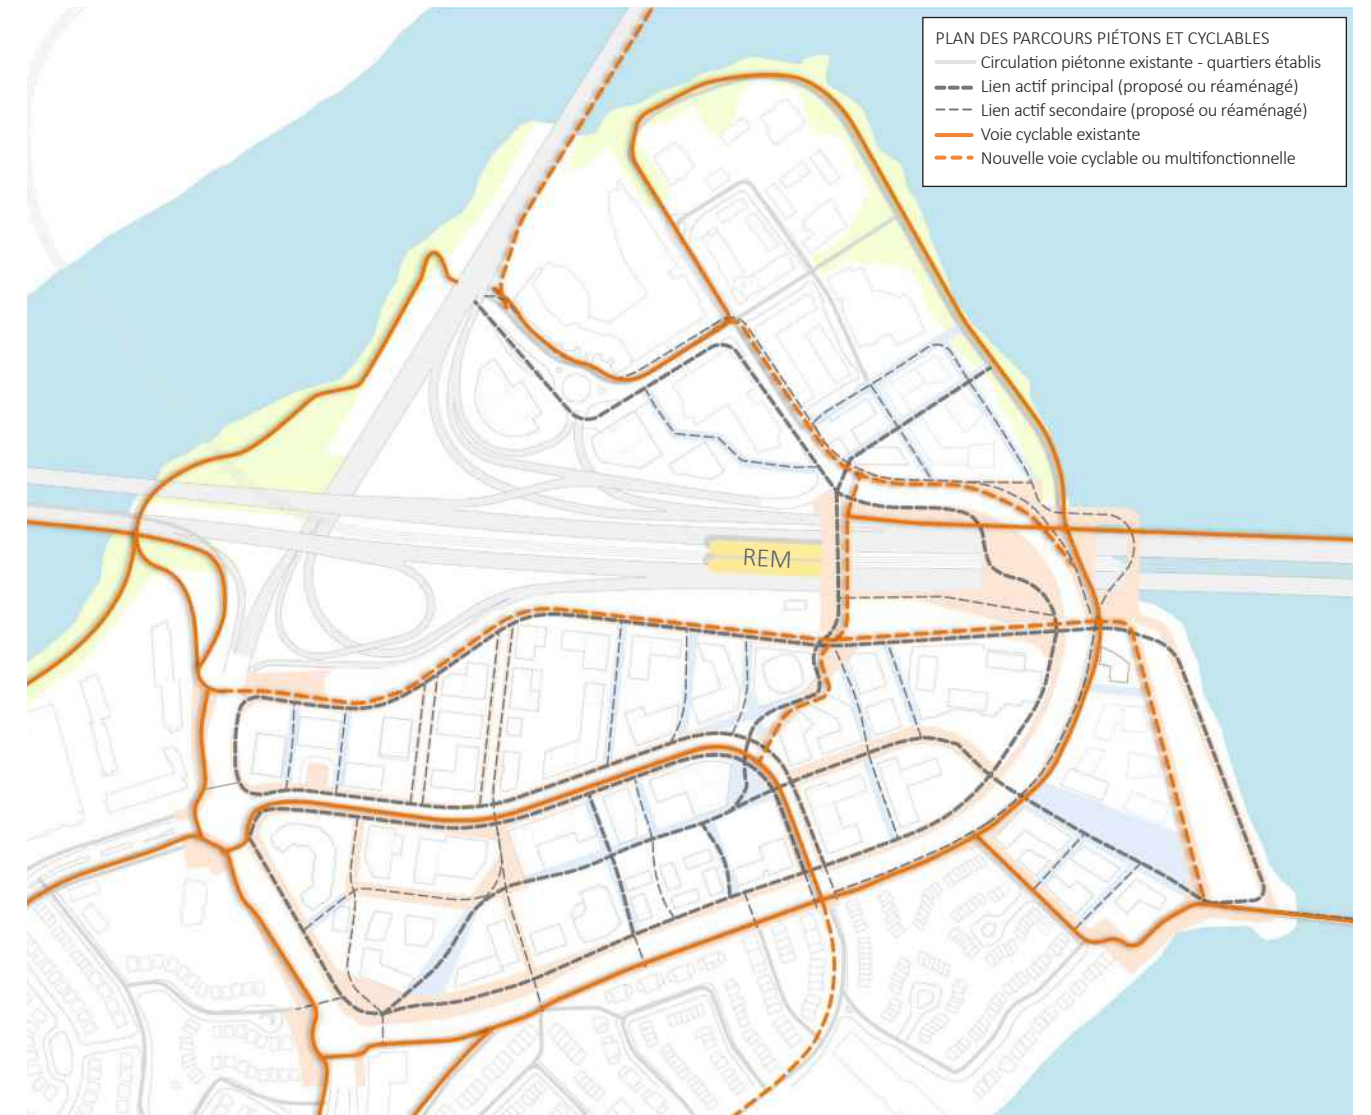 PLAN DES PARCOURS PIÉTONS ET CYCLABLES
Circulation piétonne existante - quartiers établis
Lien actif principal (proposé ou réaménagé)
Lien actif secondaire (proposé ou réaménagé)
Voie cyclable existante
Nouvelle voie cyclable ou multifonctionnelle
REM